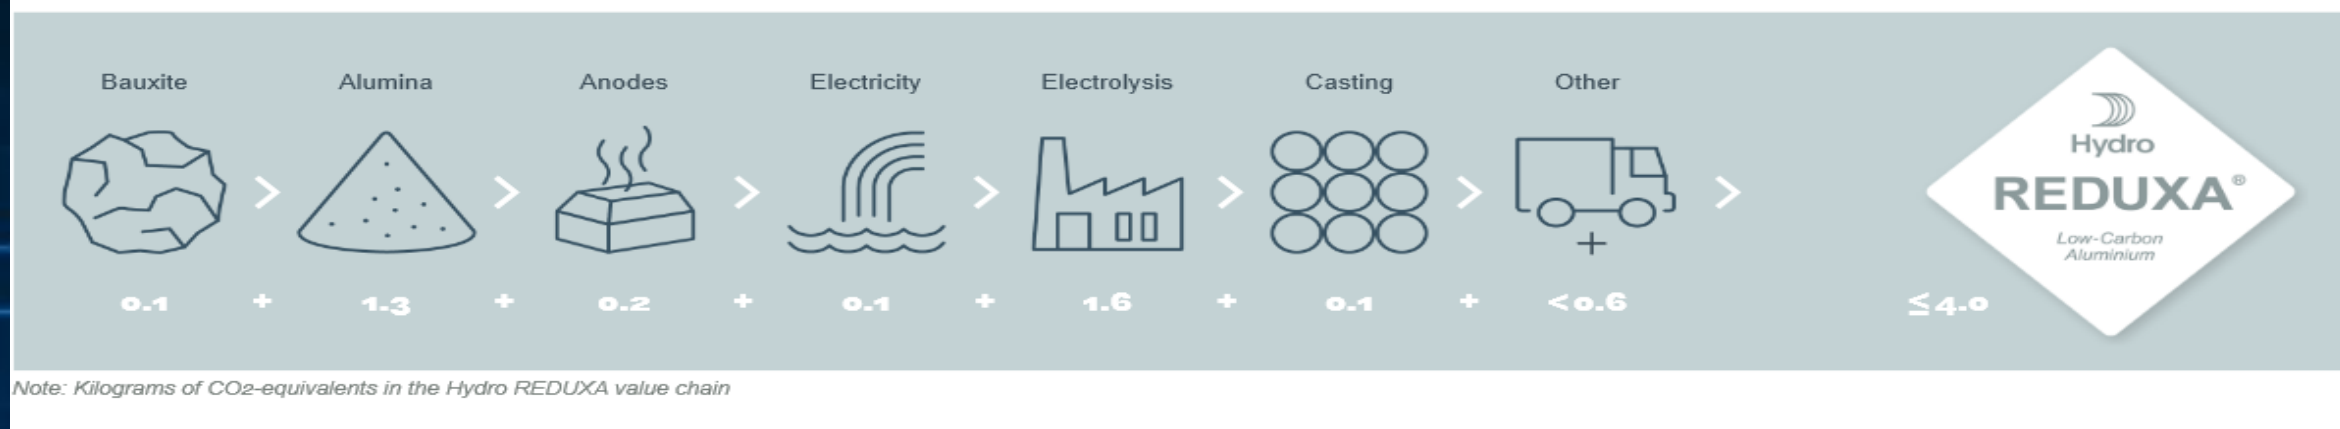 Bauxite Alumina Anodes Electricity Electrolysis Casting Other
0.1 + 1.3 + 0.2 + 0.1 + 1.6 + 0.1 + <0.6 ≤4.0
Hydro
REDUXA®
Low-Carbon
Aluminium
Note: Kilograms of CO2-equivalents in the Hydro REDUXA value chain